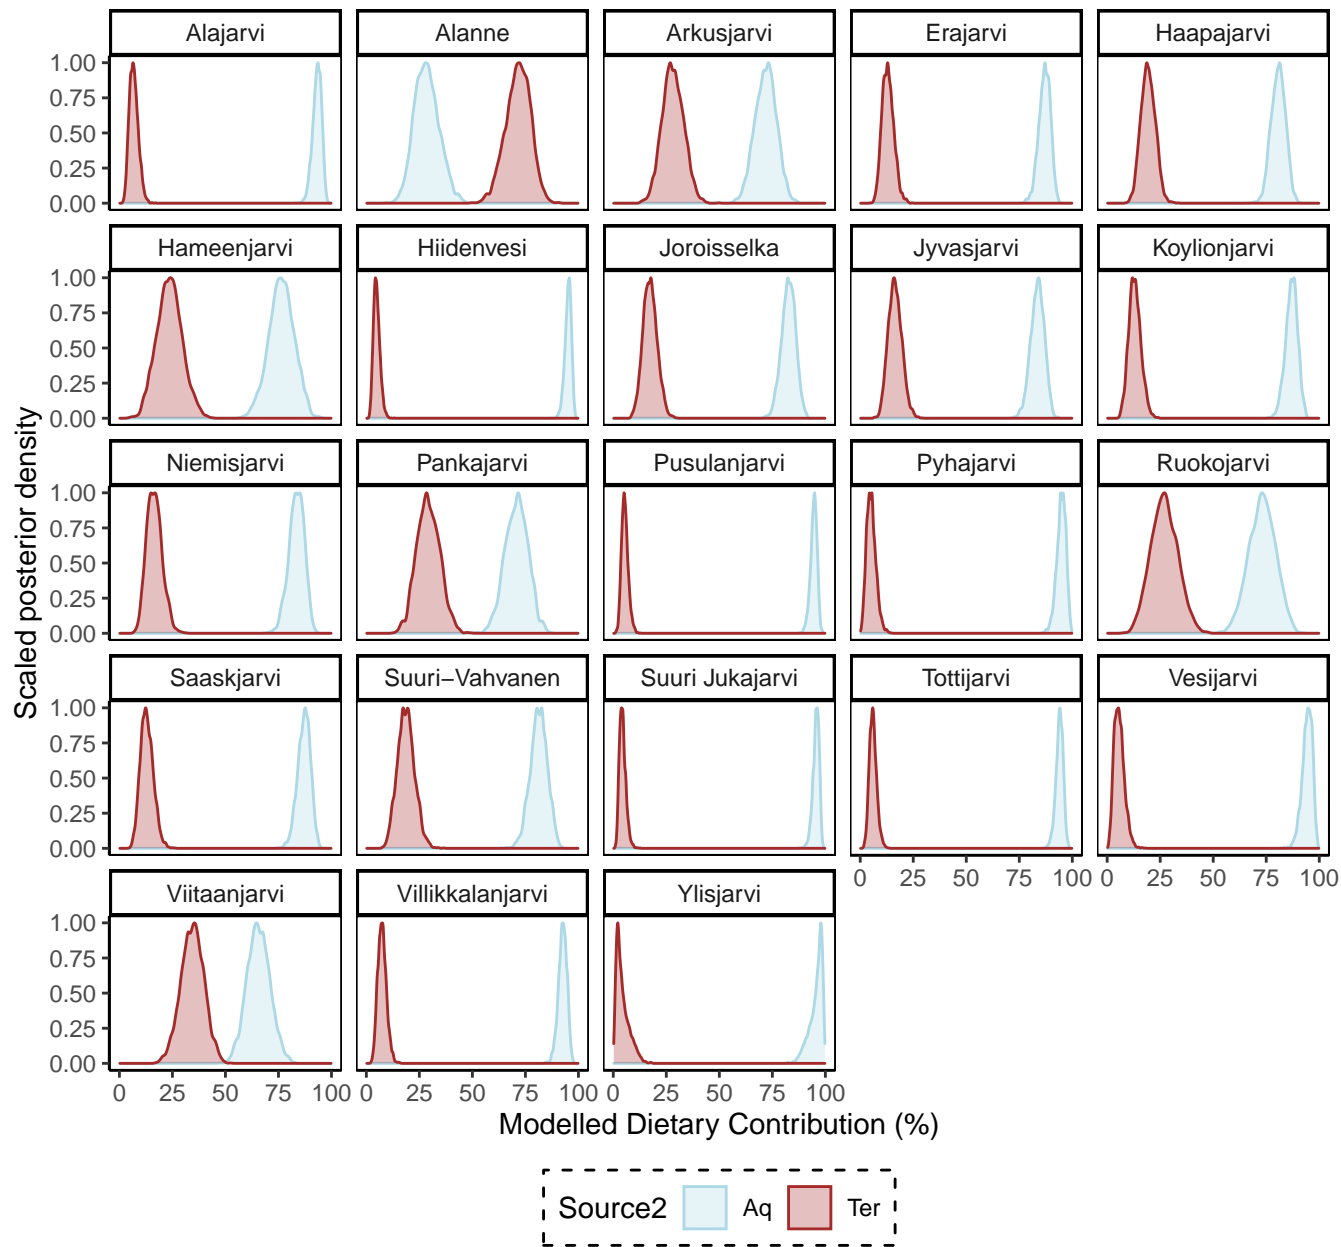 Alajarvi Alanne Arkusjarvi Erajarvi Haapajarvi
1.00
0.75
0.50
0.25
0.00
Hameenjarvi Hiidenvesi Joroisselka Jyvasjarvi Koylionjarvi
1.00
0.75
0.50
0.25
0.00
Niemisjarvi Pankajarvi Pusulanjarvi Pyhajarvi Ruokojarvi
1.00
0.75
0.50
0.25
0.00
Saaskjarvi Suuri−Vahvanen Suuri Jukajarvi Tottijarvi Vesijarvi
1.00
0.75
0.50
0.25
0.00
0 25 50 75 100 0 25 50 75 100
Viitaanjarvi Villikkalanjarvi Ylisjarvi
1.00
0.75
0.50
0.25
0.00
0 25 50 75 100 0 25 50 75 100 0 25 50 75 100
Scaled posterior density
Modelled Dietary Contribution (%)
Source2 Aq Ter